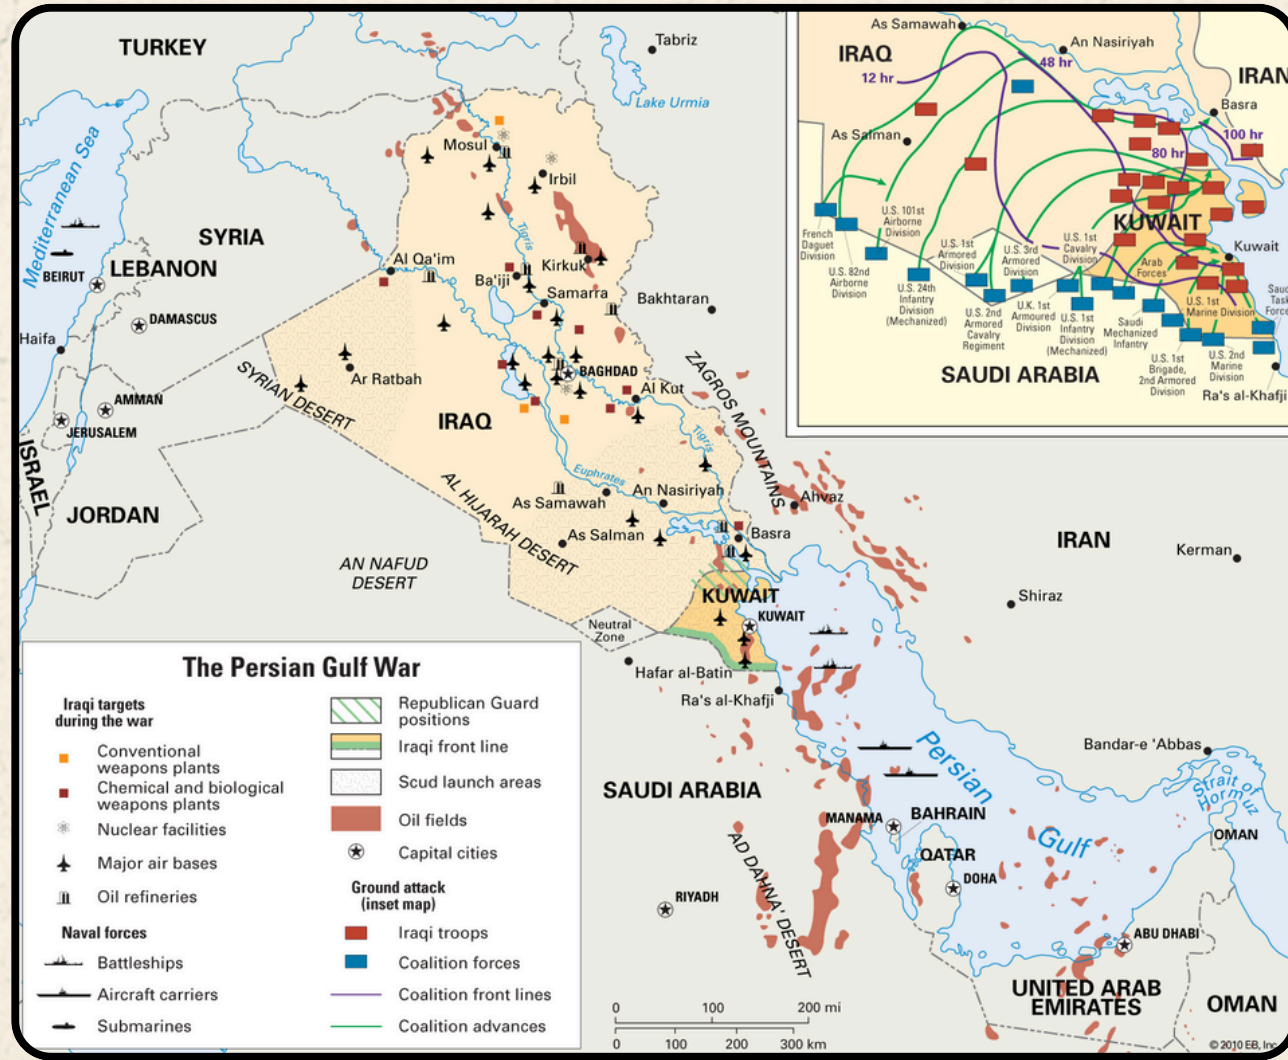 TURKEY
Tabriz
Lake Urmia
Mediterranean Sea
Mosul
Irbil
SYRIA
Tigris
LEBANON
BEIRUT
Al Qa'im
Kirkuk
Ba'iji
Samarra
Bakhtaran
DAMASCUS
Haifa
SYRIAN DESERT
Ar Ratbah
BAGHDAD
ZAGROS MOUNTAINS
Al Kut
AMMAN
JERUSALEM
IRAQ
Tigris
ISRAEL
JORDAN
Euphrates
AL HIJARAH DESERT
As Samawah
An Nasiriyah
Ahvaz
As Salman
Basra
IRAN
Kerman
AN NAFUD
DESERT
KUWAIT
KUWAIT
Shiraz
Neutral
Zone
Hafar al-Batin
Ra's al-Khafji
Persian
Gulf
Bandar-e 'Abbas
Strait of
Hormuz
SAUDI ARABIA
MANAMA
BAHRAIN
OMAN
QATAR
DOHA
AD DAHNA' DESERT
RIYADH
ABU DHABI
UNITED ARAB
EMIRATES
OMAN
0 100 200 mi
0 100 200 300 km
© 2010 EB, Inc
As Samawah
An Nasiriyah
IRAQ
12 hr
48 hr
IRAN
Basra
As Salman
100 hr
80 hr
KUWAIT
Kuwait
French
Daguet
Division
U.S. 82nd
Airborne
Division
U.S. 101st
Airborne
Division
U.S. 24th
Infantry
Division
(Mechanized)
U.S. 1st
Armored
Division
U.S. 2nd
Armored
Cavalry
Regiment
U.S. 3rd
Armored
Division
U.K. 1st
Armoured
Division
U.S. 1st
Cavalry
Division
U.S. 1st
Infantry
Division
(Mechanized)
Arab
Forces
Saudi
Mechanized
Infantry
U.S. 1st
Brigade,
2nd Armored
Division
U.S. 1st
Marine Division
U.S. 2nd
Marine
Division
Task
Force
SAUDI ARABIA
Ra's al-Khafji
The Persian Gulf War
Iraqi targets
during the war
Conventional
weapons plants
Chemical and biological
weapons plants
Nuclear facilities
Major air bases
Oil refineries
Naval forces
Battleships
Aircraft carriers
Submarines
Republican Guard
positions
Iraqi front line
Scud launch areas
Oil fields
Capital cities
Ground attack
(inset map)
Iraqi troops
Coalition forces
Coalition front lines
Coalition advances